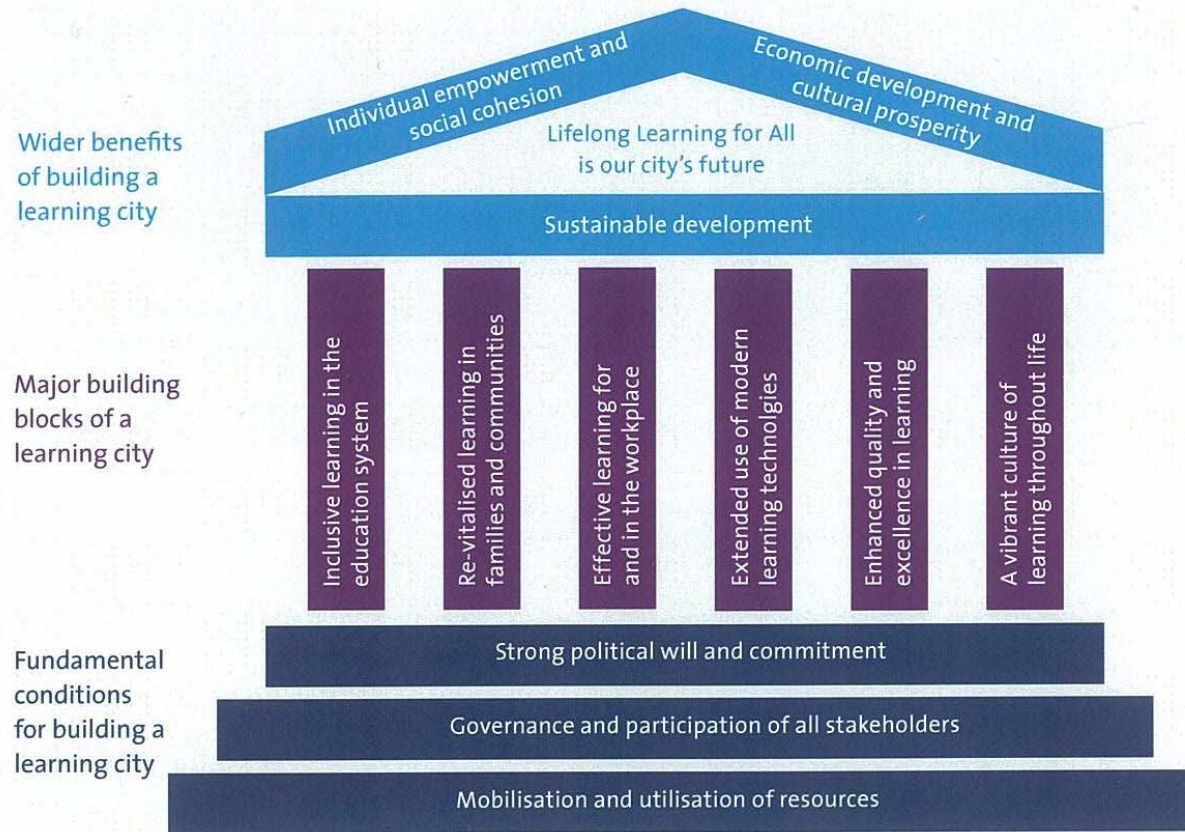 Individual empowerment and
social cohesion
Economic development and
cultural prosperity
Wider benefits
of building a
learning city
Lifelong Learning for All
is our city's future
Sustainable development
Major building
blocks of a
learning city
Inclusive learning in the
education system
Re-vitalised learning in
families and communities
Effective learning for
and in the workplace
Extended use of modern
learning technolgies
Enhanced quality and
excellence in learning
A vibrant culture of
learning throughout life
Fundamental
conditions
for building a
learning city
Strong political will and commitment
Governance and participation of all stakeholders
Mobilisation and utilisation of resources